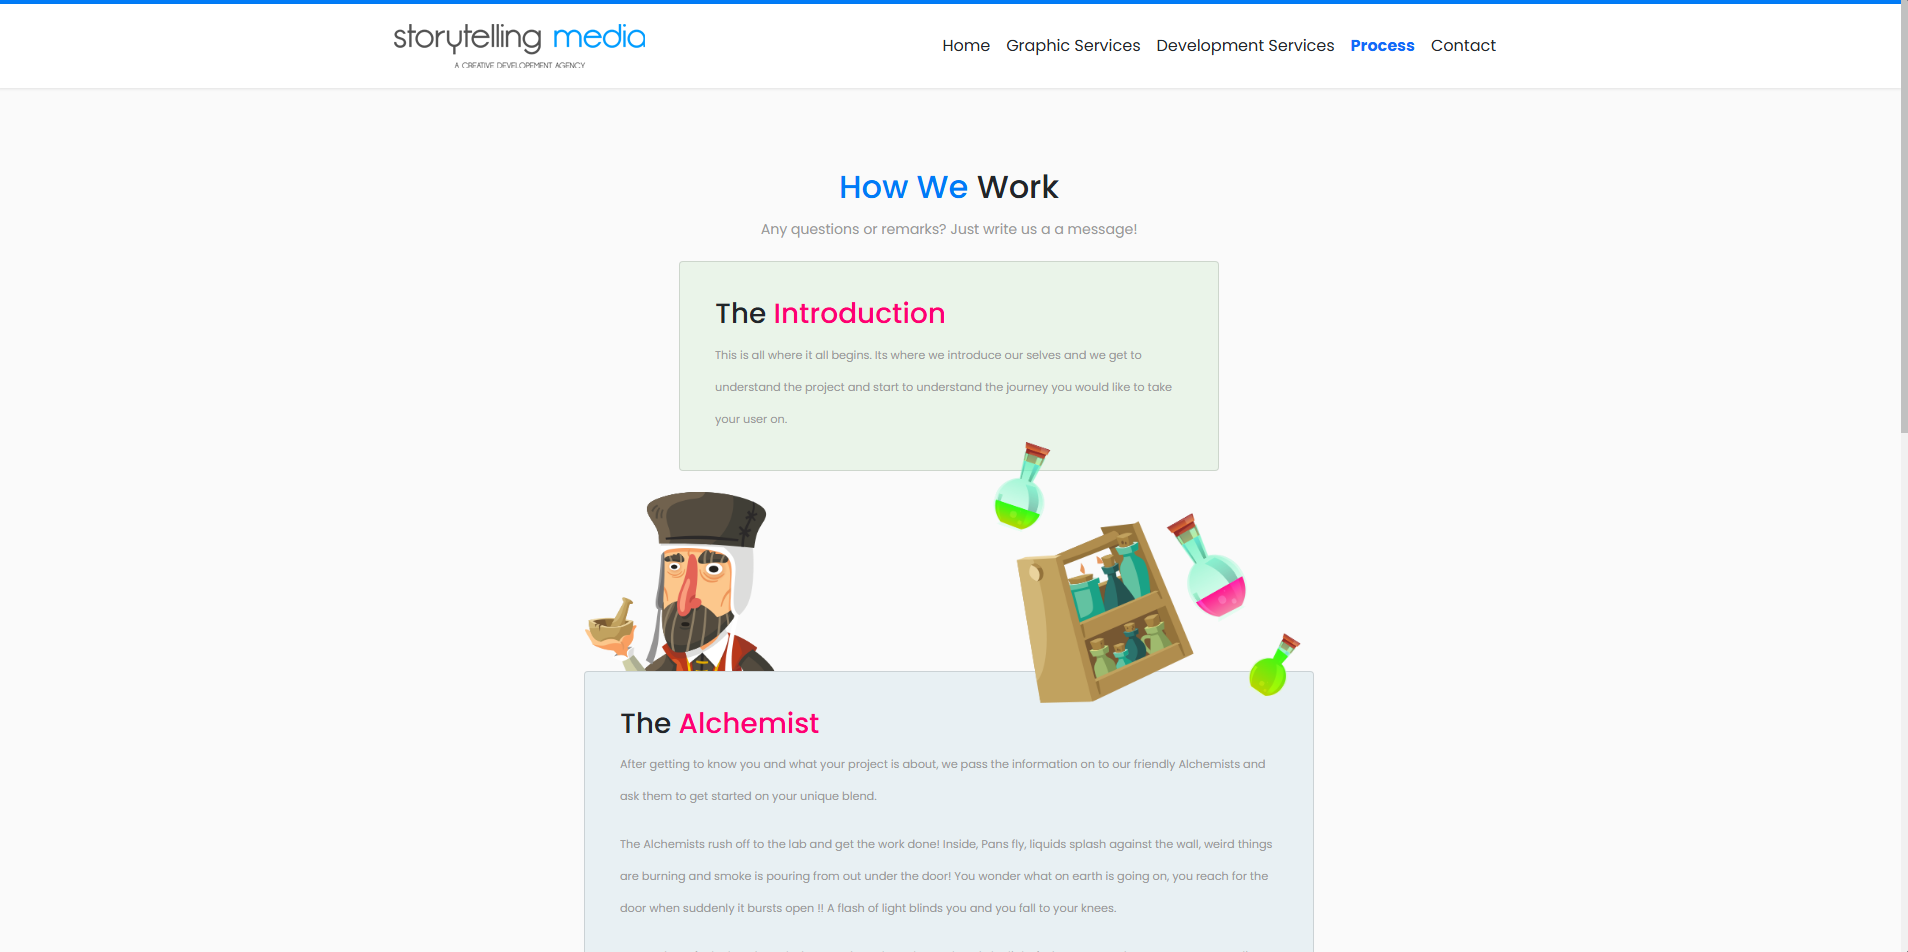 storytelling media
A CREATIVE DEVELOPEMENT AGENCY
Home Graphic Services Development Services Process Contact
How We Work
Any questions or remarks? Just write us a a message!
The Introduction
This is all where it all begins. Its where we introduce our selves and we get to
understand the project and start to understand the journey you would like to take
your user on.
The Alchemist
After getting to know you and what your project is about, we pass the information on to our friendly Alchemists and
ask them to get started on your unique blend.
The Alchemists rush off to the lab and get the work done! Inside, Pans fly, liquids splash against the wall, weird things
are burning and smoke is pouring from out under the door! You wonder what on earth is going on, you reach for the
door when suddenly it bursts open !! A flash of light blinds you and you fall to your knees.